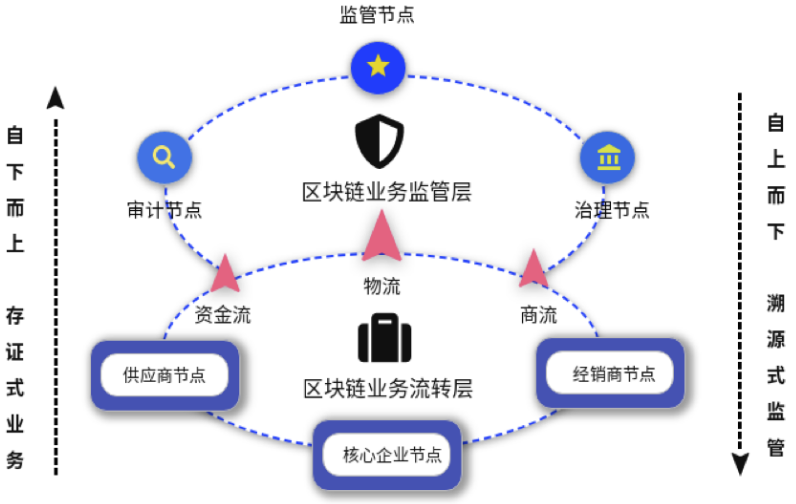 监管节点
区块链业务监管层
审计节点
治理节点
物流
资金流
商流
供应商节点
区块链业务流转层
经销商节点
核心企业节点
自下而上 存证式业务
自上而下 溯源式监管